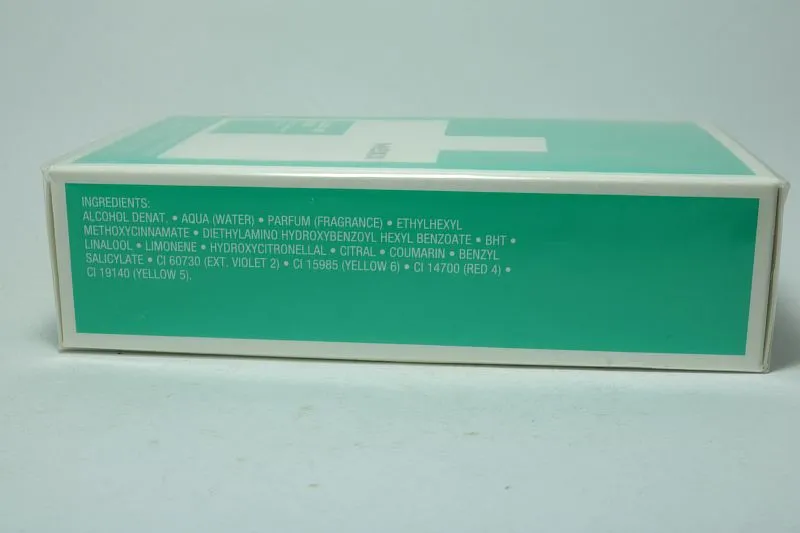 INGREDIENTS:
ALCOHOL DENAT. • AQUA (WATER) • PARFUM (FRAGRANCE) • ETHYLHEXYL
METHOXYCINNAMATE • DIETHYLAMINO HYDROXYBENZOYL HEXYL BENZOATE • BHT •
LINALOOL • LIMONENE • HYDROXYCITRONELLAL • CITRAL • COUMARIN • BENZYL
SALICYLATE • CI 60730 (EXT. VIOLET 2) • CI 15985 (YELLOW 6) • CI 14700 (RED 4) •
CI 19140 (YELLOW 5).